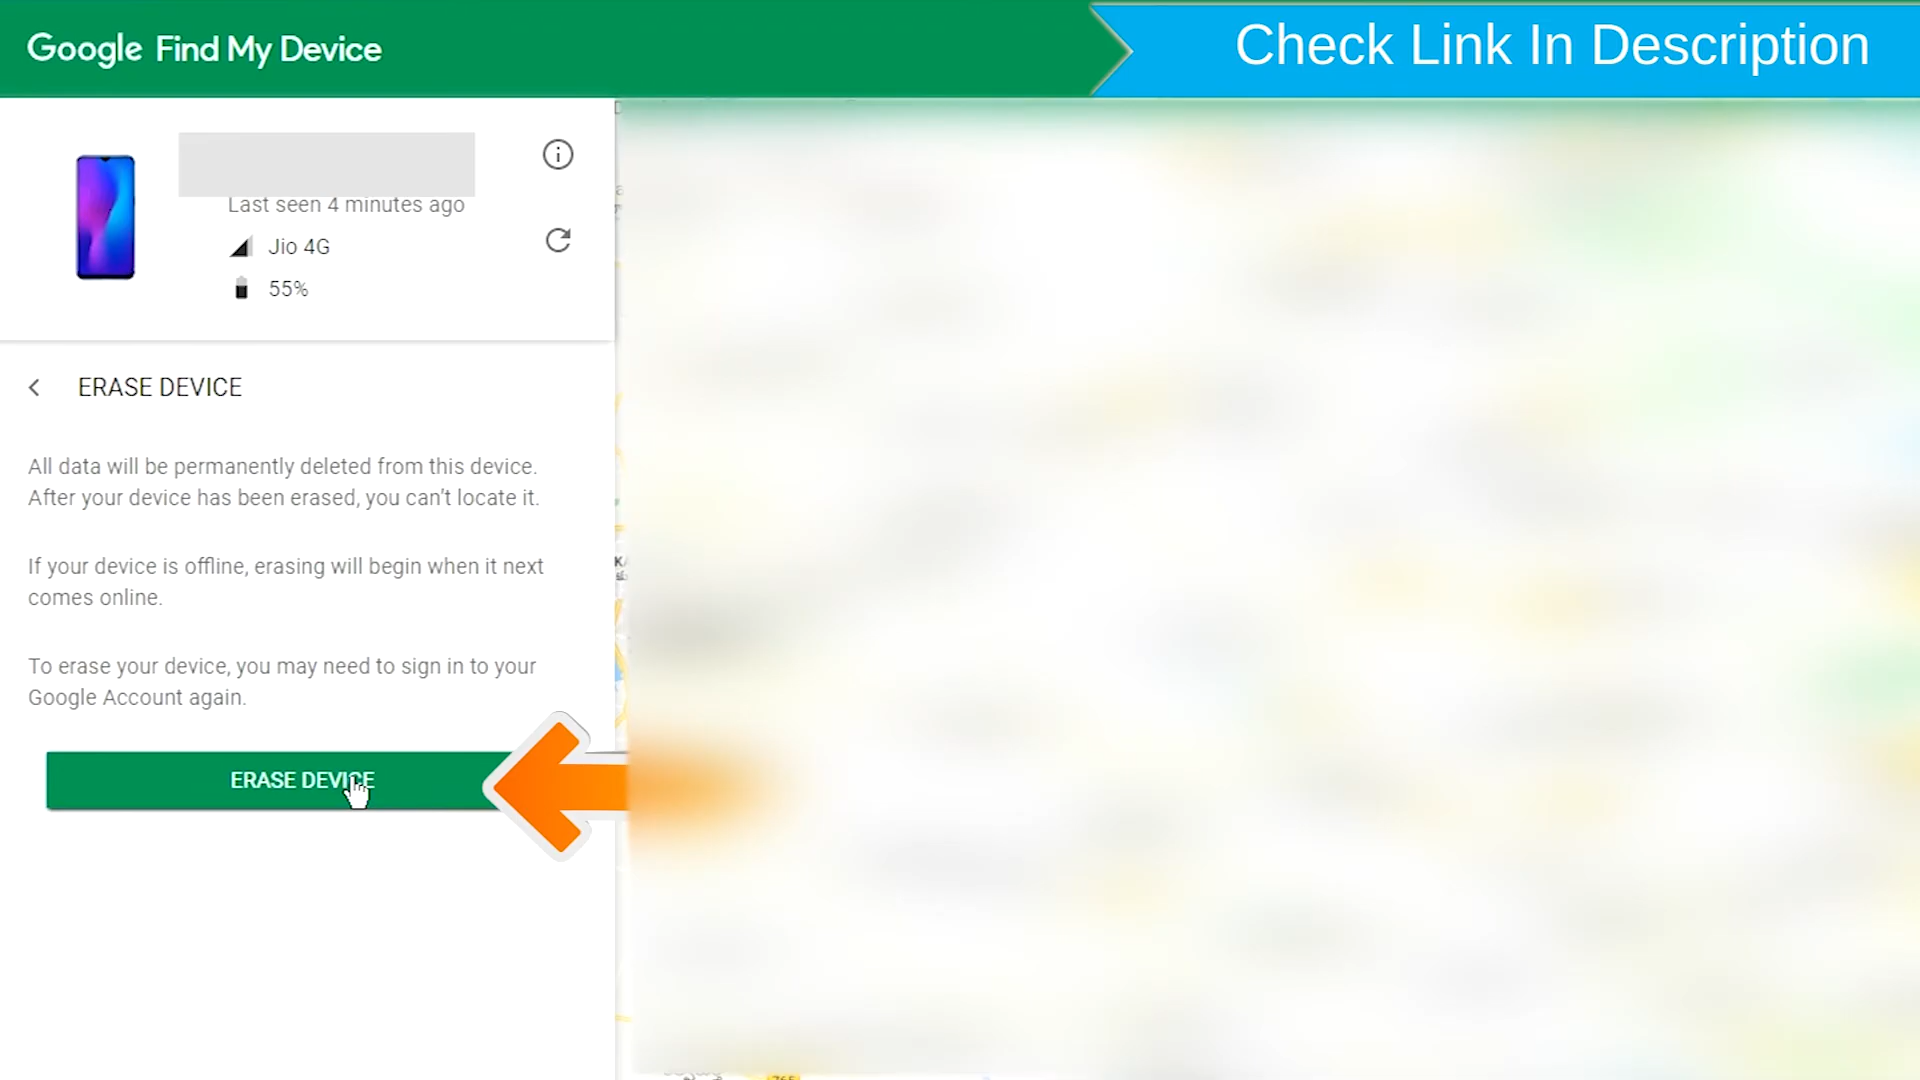 Google Find My Device
Check Link In Description
Last seen 4 minutes ago
Jio 4G
55%
ERASE DEVICE
All data will be permanently deleted from this device.
After your device has been erased, you can't locate it.
If your device is offline, erasing will begin when it next
comes online.
To erase your device, you may need to sign in to your
Google Account again.
ERASE DEVICE